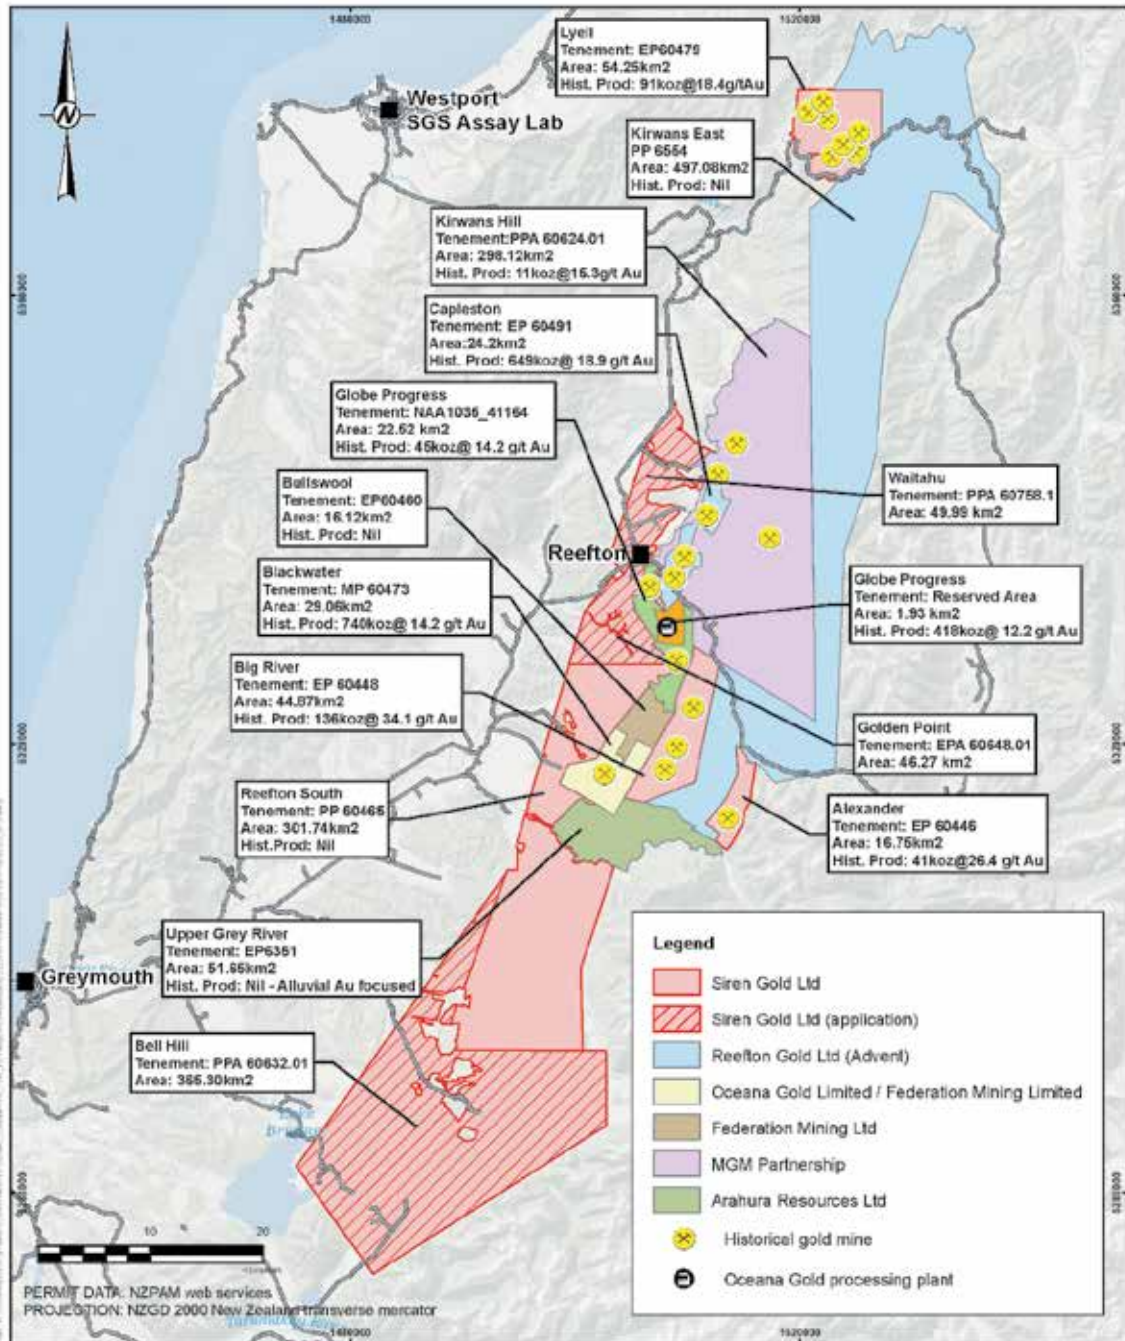 480000
520000
Lyell
Tenement: EP60479
Area: 54.25km2
Hist. Prod: 91koz@18.4g/tAu
Westport
SGS Assay Lab
Kirwans East
PP 6554
Area: 497.08km2
Hist. Prod: Nil
Kirwans Hill
Tenement:PPA 60624.01
Area: 298.12km2
Hist. Prod: 11koz@15.3g/t Au
Capleston
Tenement: EP 60491
Area:24.2km2
Hist. Prod: 649koz@ 18.9 g/t Au
Globe Progress
Tenement: NAA1036_41164
Area: 22.52 km2
Hist. Prod: 45koz@ 14.2 g/t Au
Bullswool
Tenement: EP60460
Area: 16.12km2
Hist. Prod: Nil
Waitahu
Tenement: PPA 60758.1
Area: 49.99 km2
Reefton
Blackwater
Tenement: MP 60473
Area: 29.06km2
Hist. Prod: 740koz@ 14.2 g/t Au
Globe Progress
Tenement: Reserved Area
Area: 1.93 km2
Hist. Prod: 418koz@ 12.2 g/t Au
Big River
Tenement: EP 60448
Area: 44.87km2
Hist. Prod: 136koz@ 34.1 g/t Au
Golden Point
Tenement: EPA 60648.01
Area: 46.27 km2
Reefton South
Tenement: PP 60465
Area: 301.74km2
Hist.Prod: Nil
Alexander
Tenement: EP 60446
Area: 16.75km2
Hist. Prod: 41koz@26.4 g/t Au
Upper Grey River
Tenement: EP6351
Area: 51.65km2
Hist. Prod: Nil - Alluvial Au focused
Greymouth
Bell Hill
Tenement: PPA 60632.01
Area: 365.30km2
Legend
Siren Gold Ltd
Siren Gold Ltd (application)
Reefton Gold Ltd (Advent)
Oceana Gold Limited / Federation Mining Limited
Federation Mining Ltd
MGM Partnership
Arahura Resources Ltd
Historical gold mine
Oceana Gold processing plant
Lake
10
20
PERMIT DATA: NZPAM web services
PROJECTION: NZGD 2000 New Zealand transverse mercator